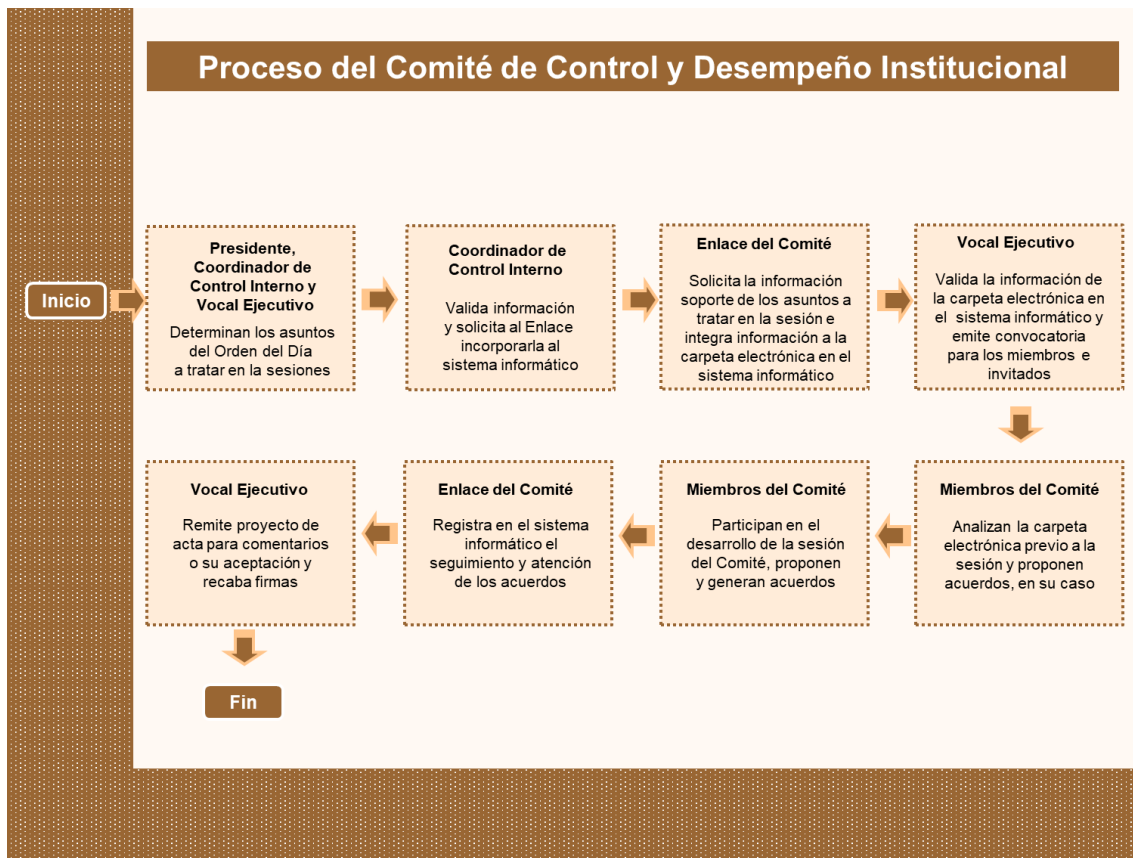 Proceso del Comité de Control y Desempeño Institucional
Inicio
Presidente,
Coordinador de
Control Interno y
Vocal Ejecutivo
Determinan los asuntos
del Orden del Día
a tratar en la sesiones
Coordinador de
Control Interno
Valida información
y solicita al Enlace
incorporarla al
sistema informático
Enlace del Comité
Solicita la información
soporte de los asuntos a
tratar en la sesión e
integra información a la
carpeta electrónica en el
sistema informático
Vocal Ejecutivo
Valida la información de
la carpeta electrónica en
el sistema informático y
emite convocatoria
para los miembros e
invitados
Miembros del Comité
Analizan la carpeta
electrónica previo a la
sesión y proponen
acuerdos, en su caso
Miembros del Comité
Participan en el
desarrollo de la sesión
del Comité, proponen
y generan acuerdos
Enlace del Comité
Registra en el sistema
informático el
seguimiento y atención
de los acuerdos
Vocal Ejecutivo
Remite proyecto de
acta para comentarios
o su aceptación y
recaba firmas
Fin